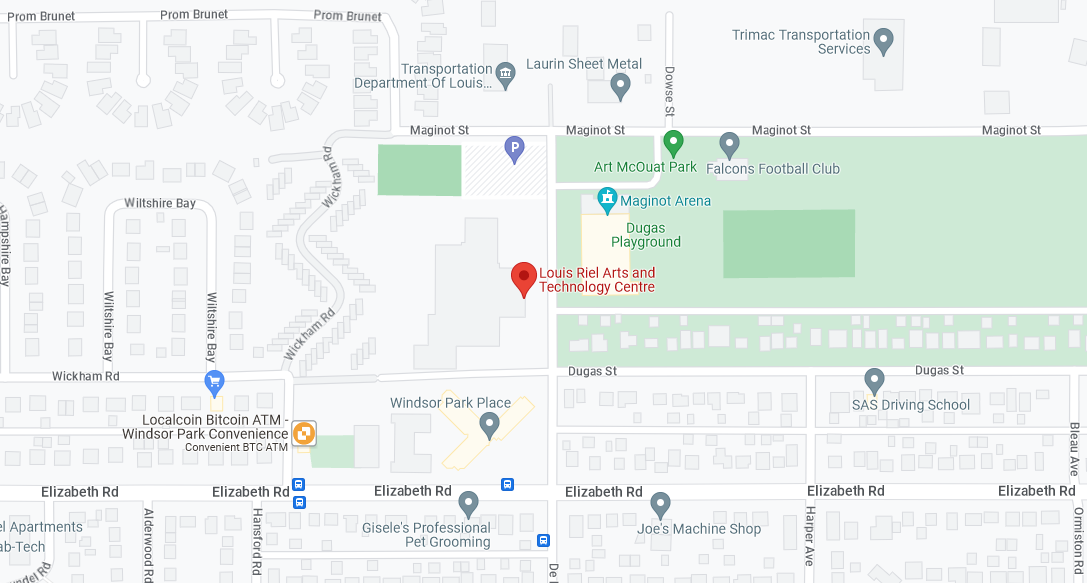 Prom Brunet
Prom Brunet
Prom Brunet
Trimac Transportation
Services
Laurin Sheet Metal
Transportation
Department Of Louis...
Dowse St
Maginot St
Maginot St
Maginot St
Maginot St
P
Art McOuat Park
Falcons Football Club
Wickham Rd
Wiltshire Bay
Maginot Arena
Dugas
Playground
Hampshire Bay
Louis Riel Arts and
Technology Centre
Wiltshire Bay
Wiltshire Bay
Wickham Rd
Wickham Rd
Dugas St
Dugas St
Windsor Park Place
SAS Driving School
Localcoin Bitcoin ATM -
Windsor Park Convenience
Convenient BTC ATM
Bleau Ave
Elizabeth Rd
Elizabeth Rd
Elizabeth Rd
Elizabeth Rd
Elizabeth Rd
Elizabeth Rd
Gisele's Professional
Pet Grooming
Joe's Machine Shop
el Apartments
ab-Tech
Alderwood Rd
Hansford Rd
Harper Ave
Ormiston Rd
De
ndel Rd